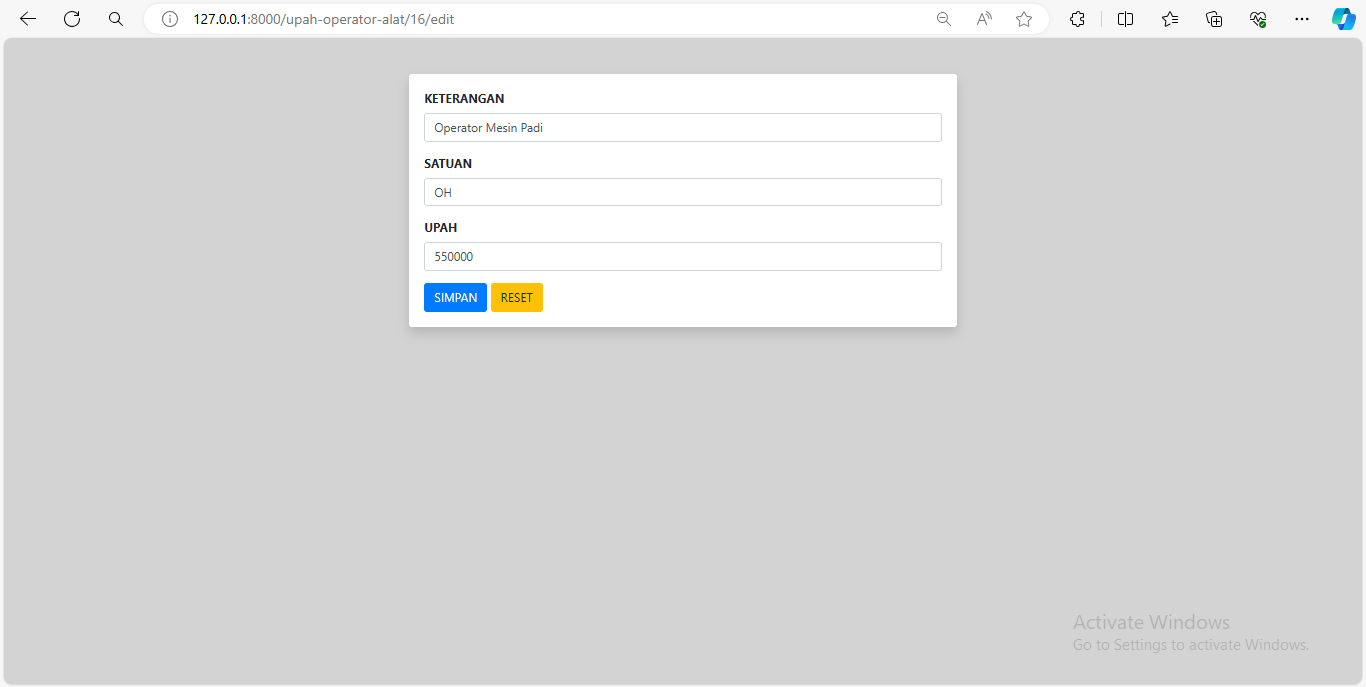 127.0.0.1:8000/upah-operator-alat/16/edit
KETERANGAN
Operator Mesin Padi
SATUAN
OH
UPAH
550000
SIMPAN RESET
Activate Windows
Go to Settings to activate Windows.